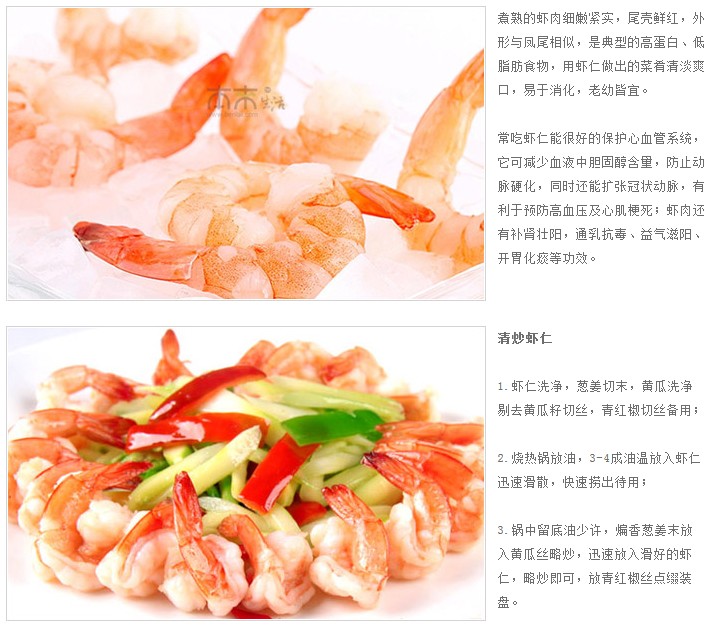 煮熟的虾肉细嫩紧实，尾壳鲜红，外
形与凤尾相似，是典型的高蛋白、低
脂肪食物，用虾仁做出的菜肴清淡爽
口，易于消化，老幼皆宜。
常吃虾仁能很好的保护心血管系统，
它可减少血液中胆固醇含量，防止动
脉硬化，同时还能扩张冠状动脉，有
利于预防高血压及心肌梗死；虾肉还
有补肾壮阳，通乳抗毒、益气滋阳、
开胃化痰等功效。
清炒虾仁
1.虾仁洗净，葱姜切末，黄瓜洗净
剔去黄瓜籽切丝，青红椒切丝备用；
2.烧热锅放油，3-4成油温放入虾仁
迅速滑散，快速捞出待用；
3.锅中留底油少许，煸香葱姜末放
入黄瓜丝略炒，迅速放入滑好的虾
仁，略炒即可，放青红椒丝点缀装
盘。